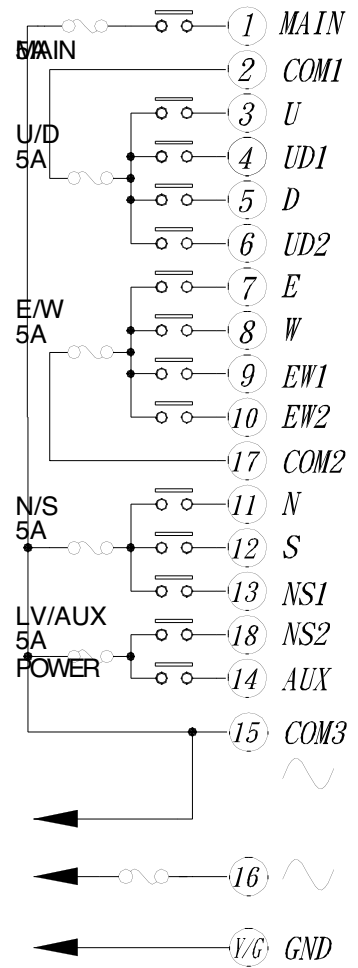 1 MAIN
MAIN
5A
2 COM1
3 U
U/D
5A
4 UD1
5 D
6 UD2
7 E
E/W
5A
8 W
9 EW1
10 EW2
17 COM2
11 N
N/S
5A
12 S
13 NS1
LV/AUX
5A
POWER
18 NS2
14 AUX
15 COM3
16
Y/G GND